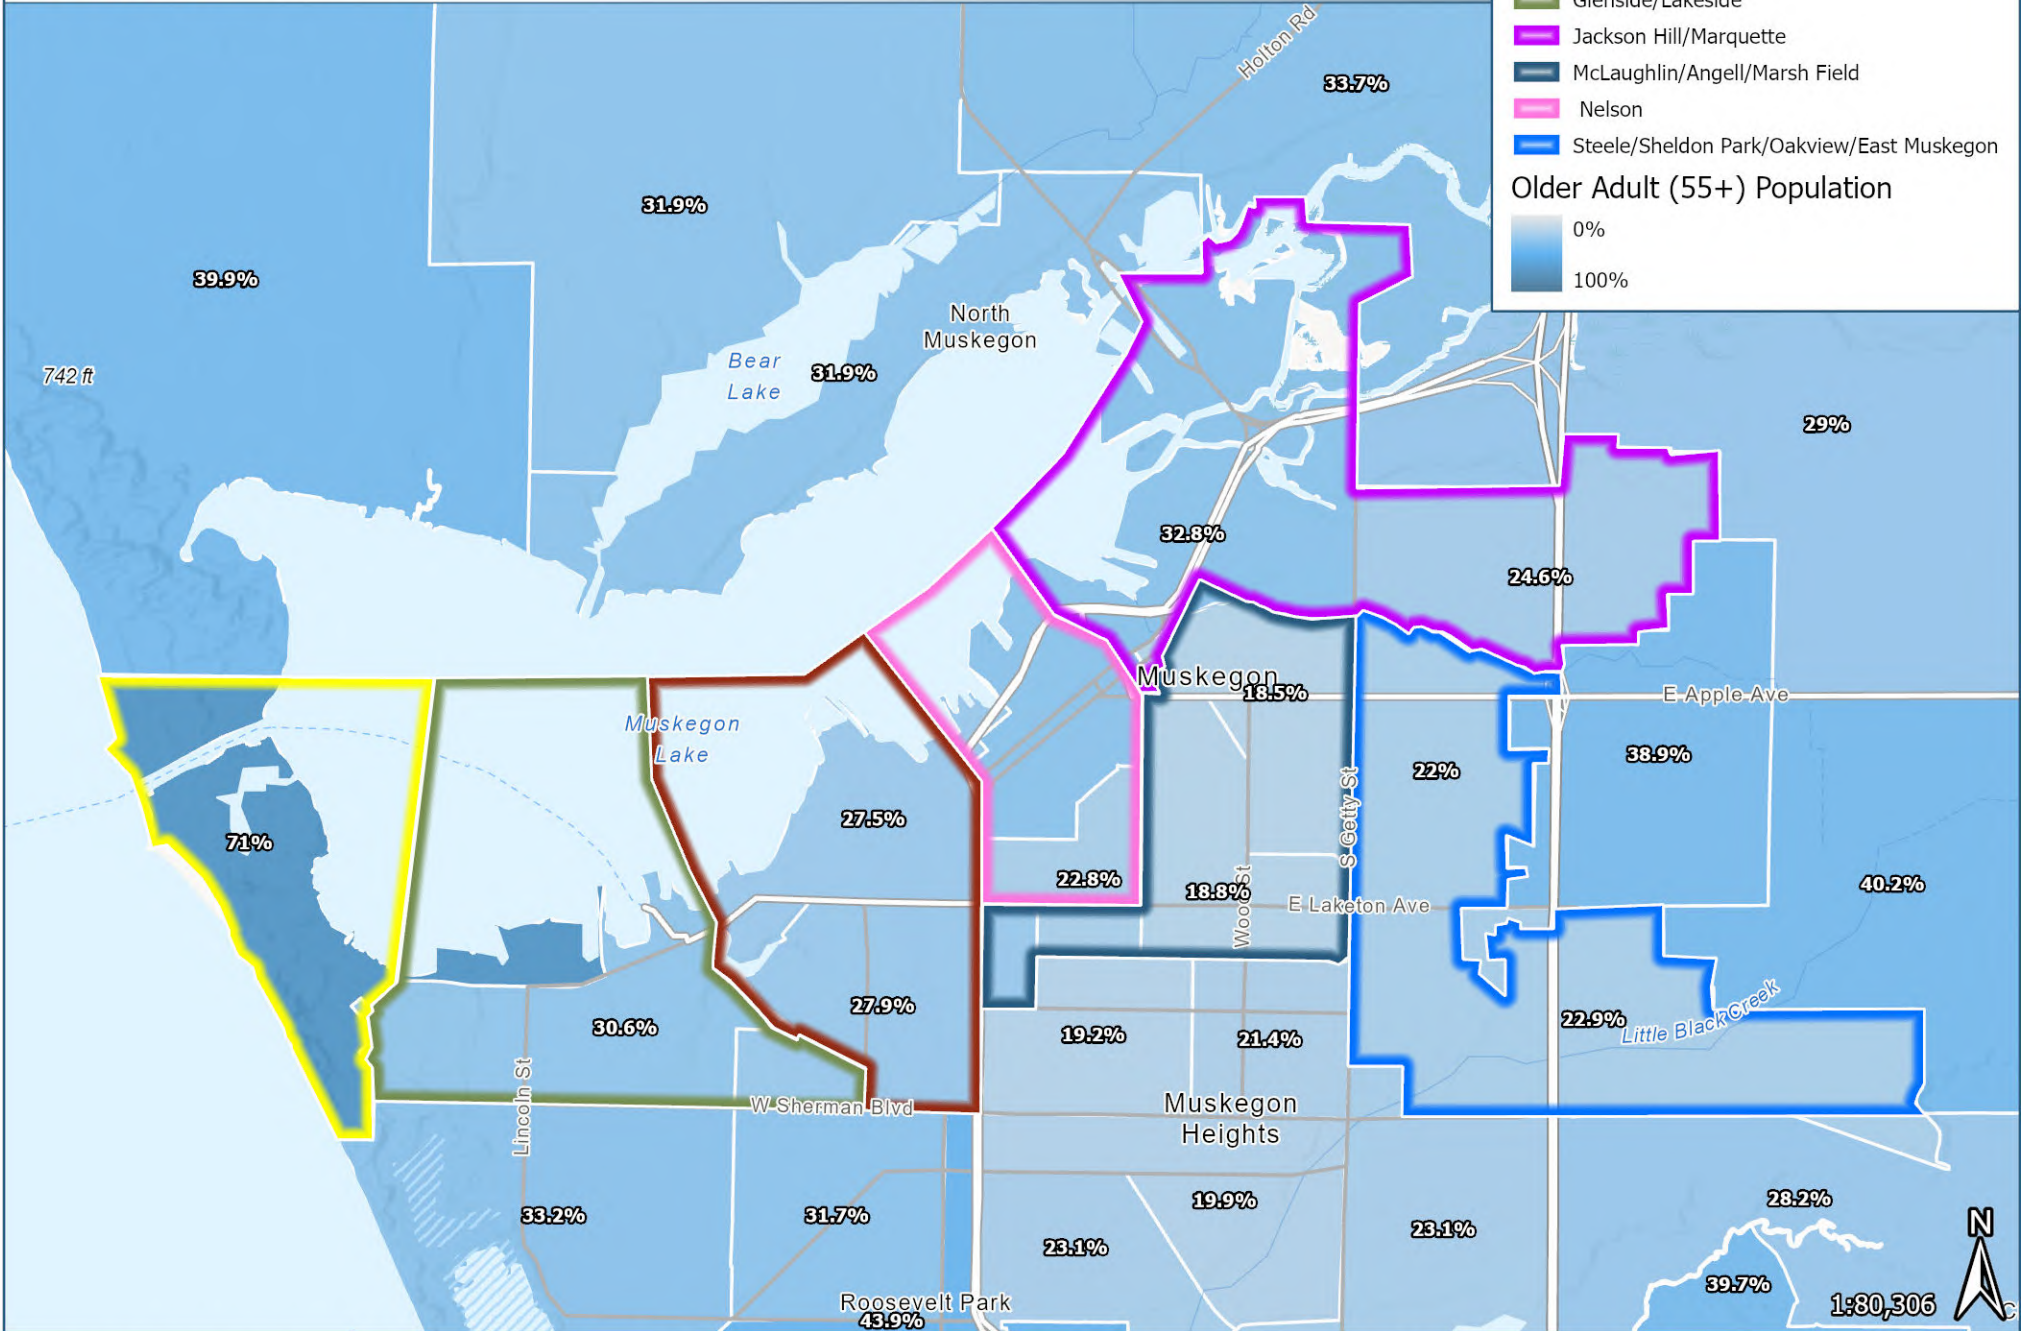 Glenside/Lakeside
Jackson Hill/Marquette
McLaughlin/Angell/Marsh Field
Nelson
Steele/Sheldon Park/Oakview/East Muskegon
Older Adult (55+) Population
0%
100%
Holton Rd
33.7%
31.9%
39.9%
North
Muskegon
742 ft
Bear
Lake
31.9%
29%
32.8%
24.6%
Muskegon
18.5%
E Apple Ave
Muskegon
Lake
38.9%
22%
S Getty St
27.5%
71%
22.8%
18.8%
Wood St
E Laketon Ave
40.2%
27.9%
30.6%
22.9%
Little Black Creek
19.2%
21.4%
Lincoln St
W Sherman Blvd
Muskegon
Heights
33.2%
31.7%
19.9%
23.1%
23.1%
28.2%
N
39.7%
1:80,306
Roosevelt Park
43.9%